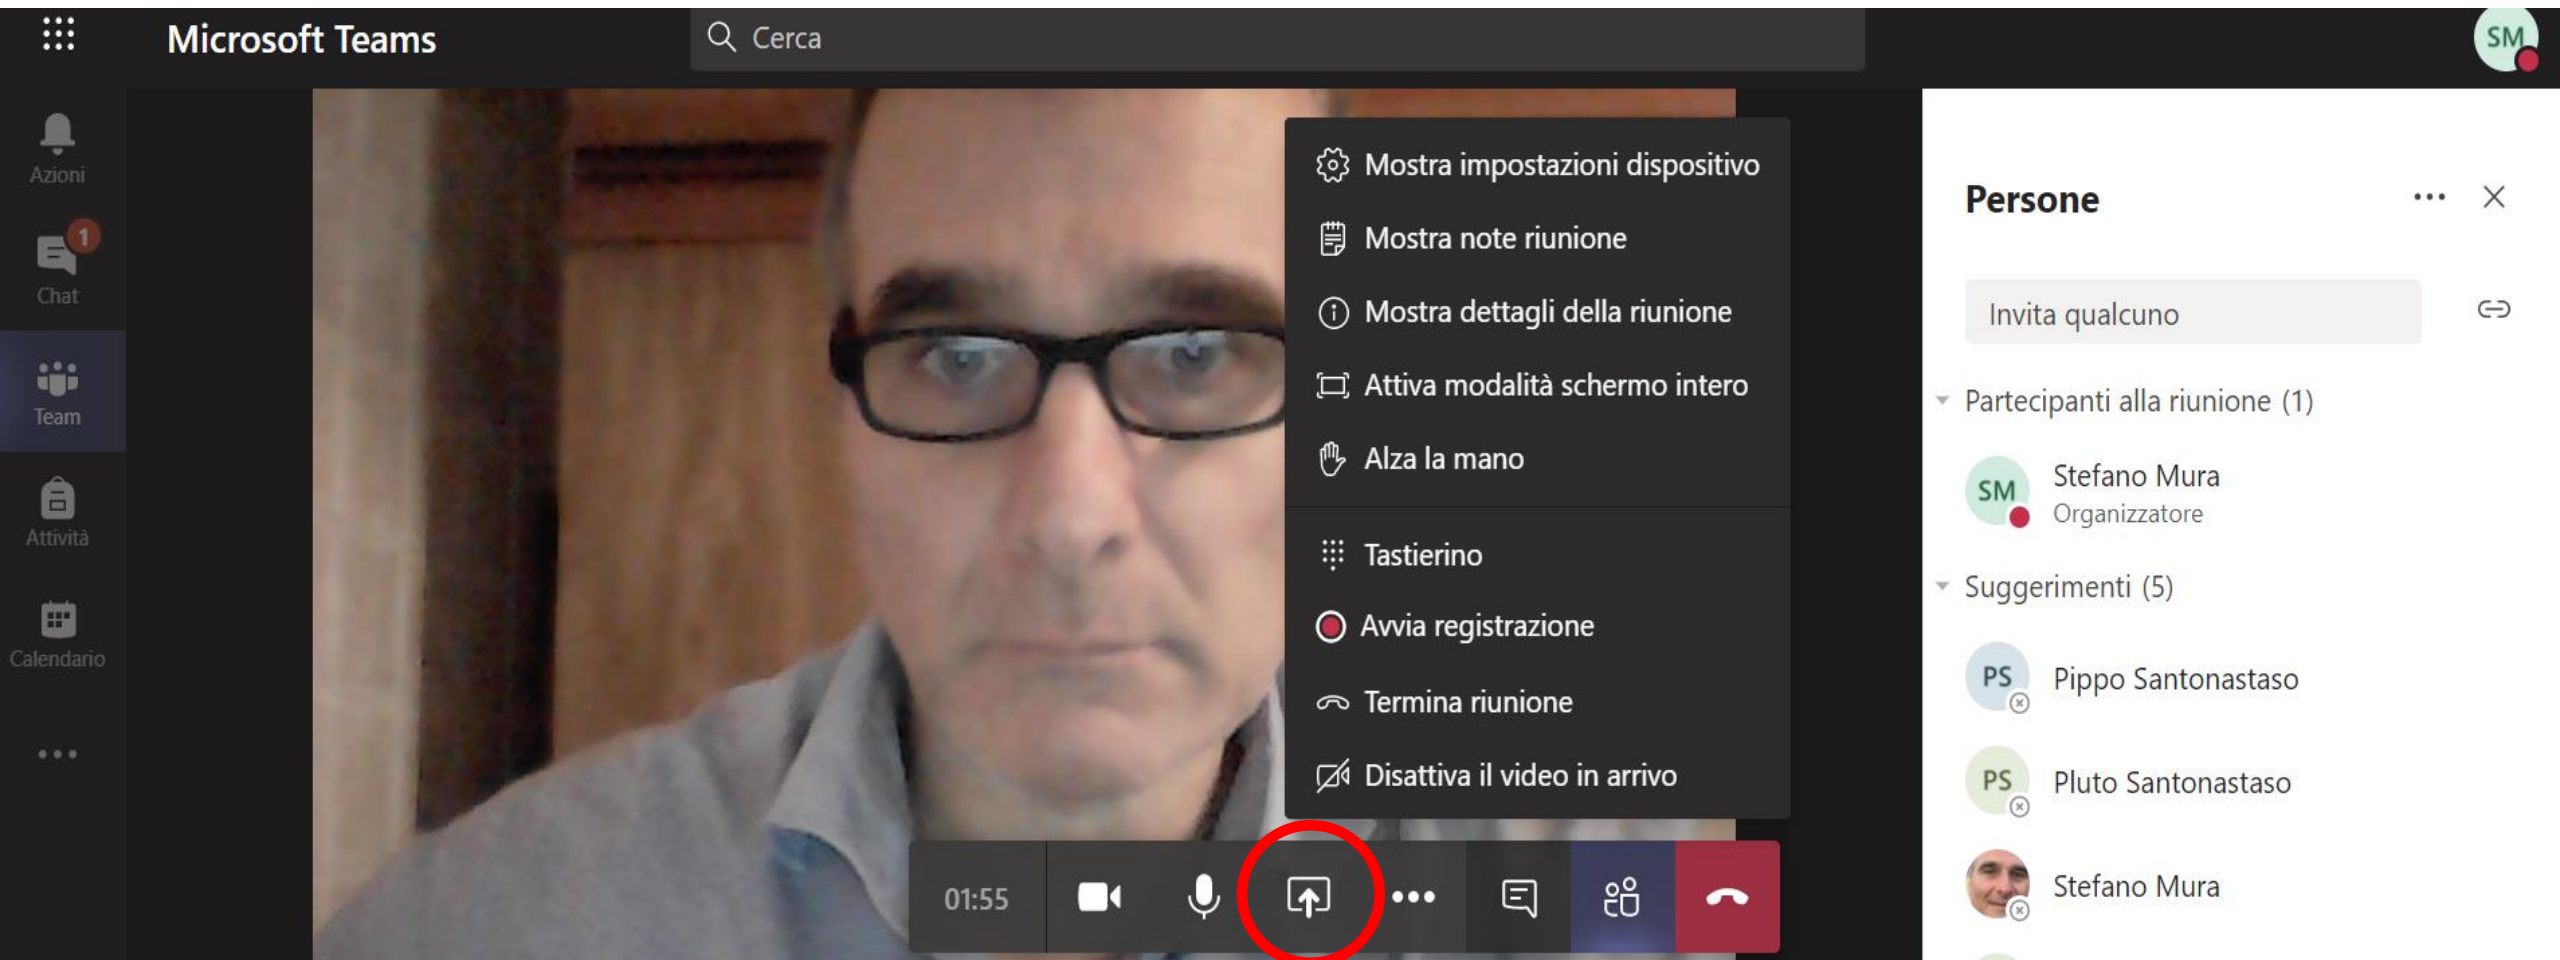 Microsoft Teams
Cerca
SM
Azioni
1
Chat
Team
Attività
Calendario
Mostra impostazioni dispositivo
Mostra note riunione
Mostra dettagli della riunione
Attiva modalità schermo intero
Alza la mano
Tastierino
Avvia registrazione
Termina riunione
Disattiva il video in arrivo
01:55
Persone
Invita qualcuno
Partecipanti alla riunione (1)
SM
Stefano Mura
Organizzatore
Suggerimenti (5)
PS
Pippo Santonastaso
PS
Pluto Santonastaso
Stefano Mura